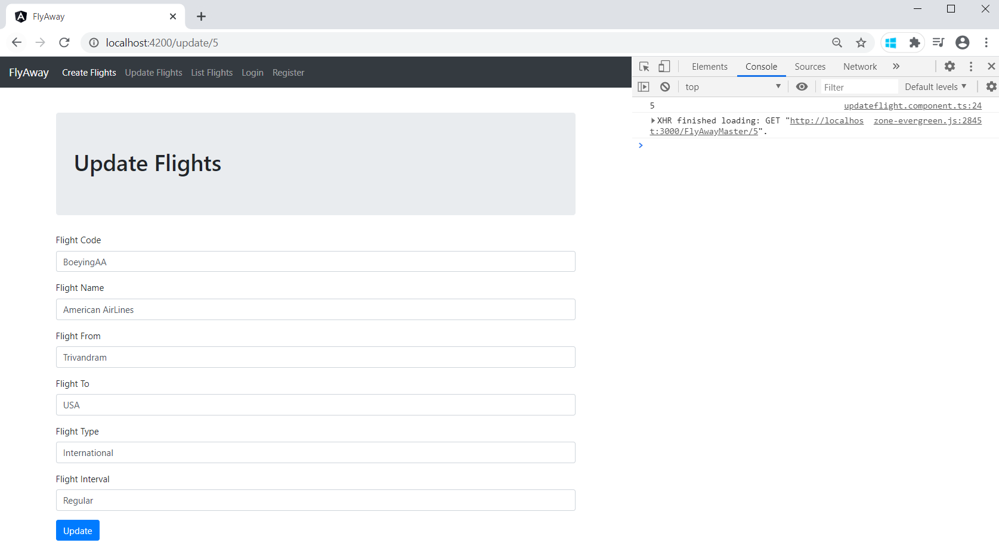 FlyAway
localhost:4200/update/5
FlyAway Create Flights Update Flights List Flights Login Register
Update Flights
Flight Code
BoeyingAA
Flight Name
American AirLines
Flight From
Trivandram
Flight To
USA
Flight Type
International
Flight Interval
Regular
Update
Elements Console Sources Network »
top Filter Default levels
5 updateflight.component.ts:24
XHR finished loading: GET "http://localhos zone-evergreen.js:2845
t:3000/FlyAwayMaster/5".